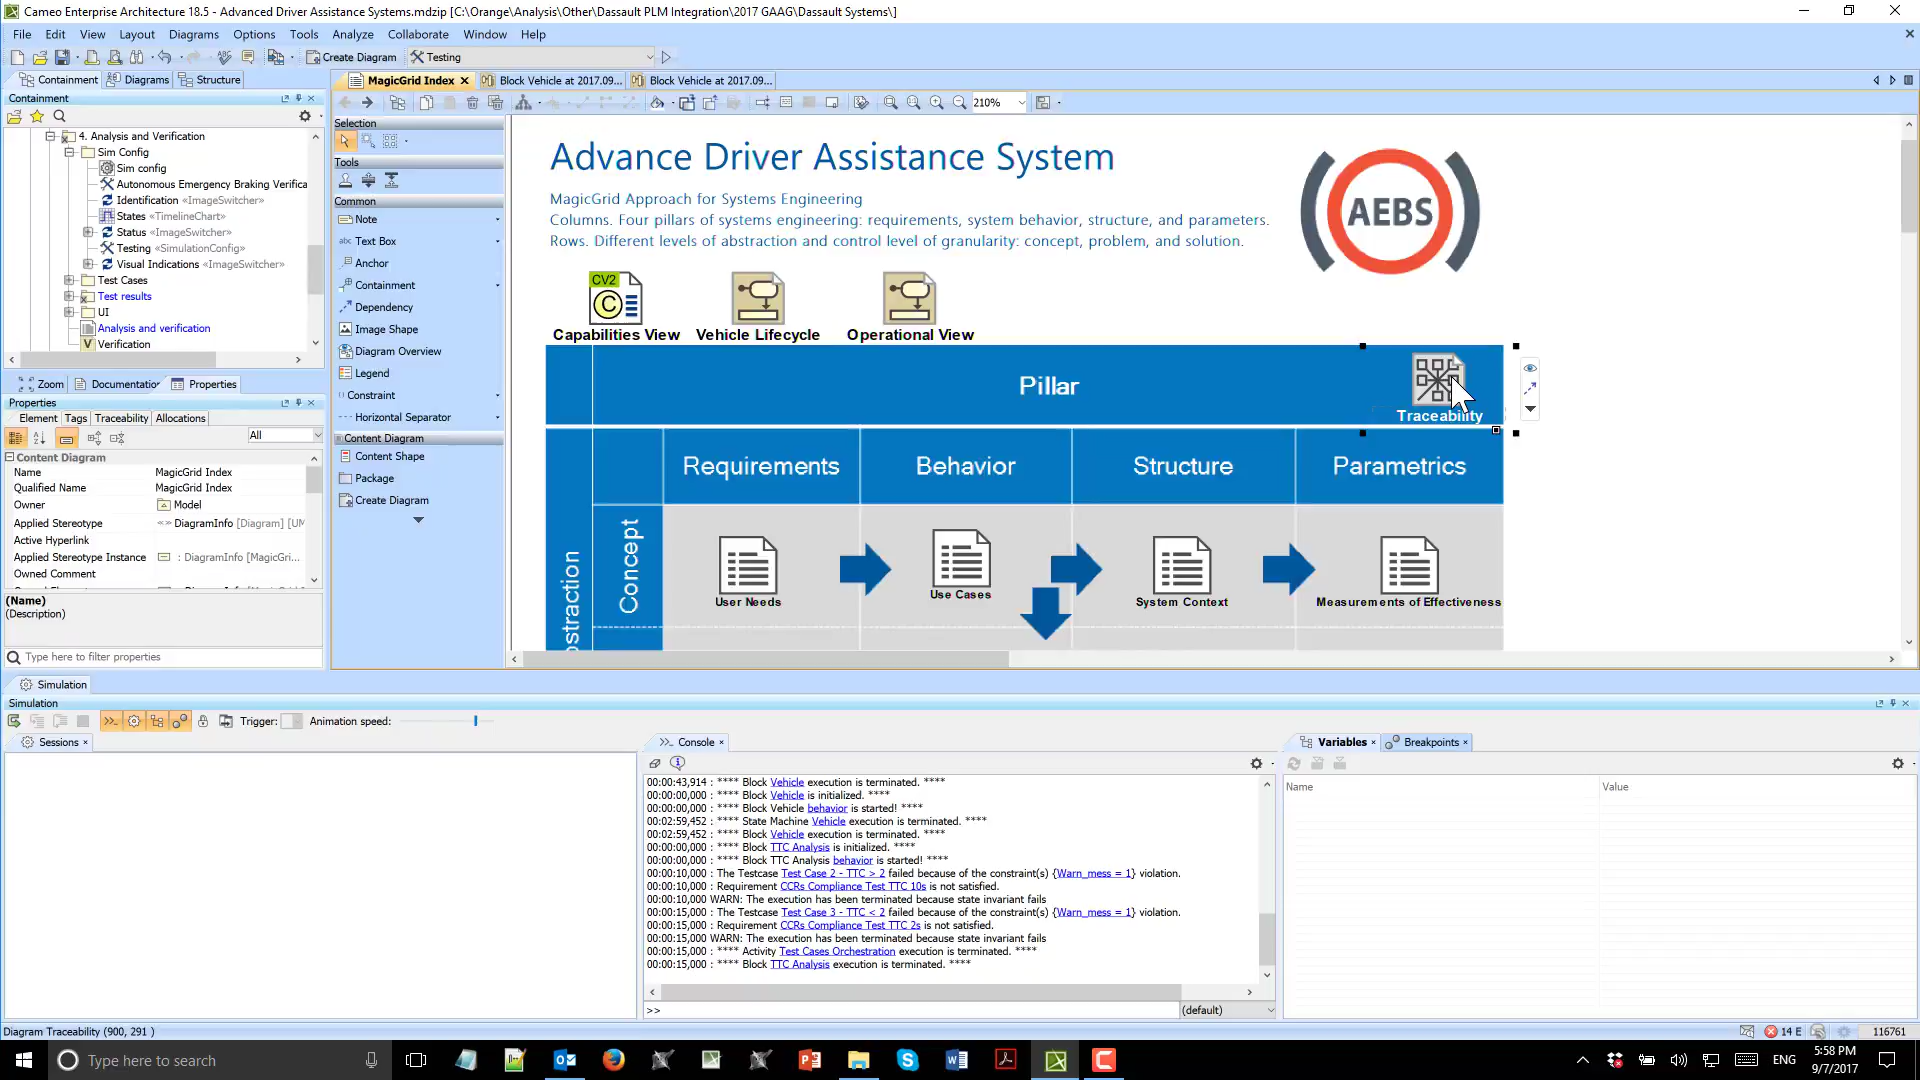 Cameo Enterprise Architecture 18.5 - Advanced Driver Assistance Systems.mdzip [C:\Orange\Analysis\Other\Dassault PLM Integration\2017 GAAG\Dassault Systems\]
File Edit View Layout Diagrams Options Tools Analyze Collaborate Window Help
Create Diagram Testing
Containment Diagrams Structure
MagicGrid Index Block Vehicle at 2017.09... Block Vehicle at 2017.09...
Containment
210%
4. Analysis and Verification
Sim Config
Sim config
Autonomous Emergency Braking Verifica
Identification «ImageSwitcher»
States «TimelineChart»
Status «ImageSwitcher»
Testing «SimulationConfig»
Visual Indications «ImageSwitcher»
Test Cases
Test results
UI
Analysis and verification
Verification
Zoom Documentatio Properties
Properties
Element Tags Traceability Allocations
All
Content Diagram
Name MagicGrid Index
Qualified Name MagicGrid Index
Owner Model
Applied Stereotype DiagramInfo [Diagram] [UM
Active Hyperlink
Applied Stereotype Instance : DiagramInfo [MagicGri...
Owned Comment
(Name)
(Description)
Type here to filter properties
Selection
Tools
Common
Note
abc Text Box
Anchor
Containment
Dependency
Image Shape
Diagram Overview
Legend
Constraint
Horizontal Separator
Content Diagram
Content Shape
Package
Create Diagram
Advance Driver Assistance System
MagicGrid Approach for Systems Engineering
Columns. Four pillars of systems engineering: requirements, system behavior, structure, and parameters.
Rows. Different levels of abstraction and control level of granularity: concept, problem, and solution.
AEBS
CV2
C
Capabilities View Vehicle Lifecycle Operational View
Pillar
Traceability
Requirements Behavior Structure Parametrics
straction
Concept
User Needs Use Cases System Context Measurements of Effectiveness
Simulation
Simulation
Trigger: Animation speed:
Sessions
Console
00:00:43,914 : **** Block Vehicle execution is terminated. ****
00:00:00,000 : **** Block Vehicle is initialized. ****
00:00:00,000 : **** Block Vehicle behavior is started! ****
00:02:59,452 : **** State Machine Vehicle execution is terminated. ****
00:02:59,452 : **** Block Vehicle execution is terminated. ****
00:00:00,000 : **** Block TTC Analysis is initialized. ****
00:00:00,000 : **** Block TTC Analysis behavior is started! ****
00:00:10,000 : The Testcase Test Case 2 - TTC > 2 failed because of the constraint(s) {Warn_mess = 1} violation.
00:00:10,000 : Requirement CCRs Compliance Test TTC 10s is not satisfied.
00:00:10,000 WARN: The execution has been terminated because state invariant fails
00:00:15,000 : The Testcase Test Case 3 - TTC < 2 failed because of the constraint(s) {Warn_mess = 1} violation.
00:00:15,000 : Requirement CCRs Compliance Test TTC 2s is not satisfied.
00:00:15,000 WARN: The execution has been terminated because state invariant fails
00:00:15,000 : **** Activity Test Cases Orchestration execution is terminated. ****
00:00:15,000 : **** Block TTC Analysis execution is terminated. ****
>> (default)
Variables Breakpoints
Name Value
Diagram Traceability (900, 291 )
14 E 116761
Type here to search
ENG
5:58 PM
9/7/2017